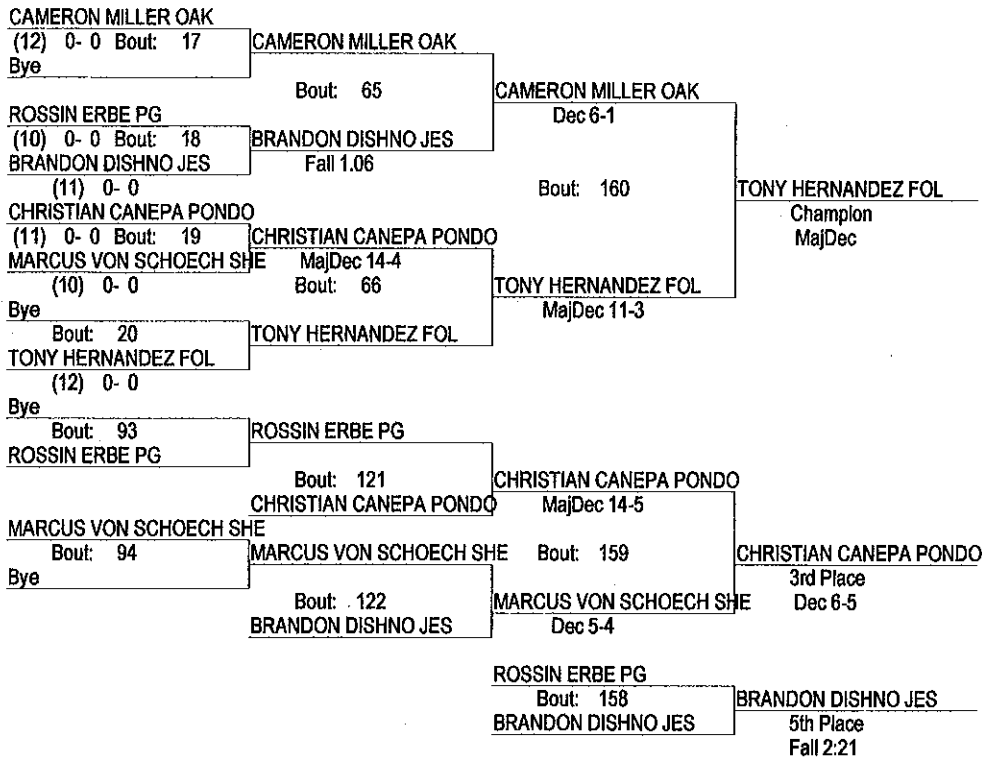 CAMERON MILLER OAK
(12) 0- 0 Bout: 17
CAMERON MILLER OAK
Bye
Bout: 65
CAMERON MILLER OAK
ROSSIN ERBE PG
Dec 6-1
(10) 0- 0 Bout: 18
BRANDON DISHNO JES
BRANDON DISHNO JES
Fall 1.06
(11) 0- 0
Bout: 160
TONY HERNANDEZ FOL
CHRISTIAN CANEPA PONDO
Champion
(11) 0- 0 Bout: 19
CHRISTIAN CANEPA PONDO
MajDec
MARCUS VON SCHOECH SHE
MajDec 14-4
(10) 0- 0
Bout: 66
TONY HERNANDEZ FOL
Bye
MajDec 11-3
Bout: 20
TONY HERNANDEZ FOL
TONY HERNANDEZ FOL
(12) 0- 0
Bye
Bout: 93
ROSSIN ERBE PG
ROSSIN ERBE PG
Bout: 121
CHRISTIAN CANEPA PONDO
CHRISTIAN CANEPA PONDO
MajDec 14-5
MARCUS VON SCHOECH SHE
Bout: 94
MARCUS VON SCHOECH SHE
Bout: 159
CHRISTIAN CANEPA PONDO
Bye
3rd Place
Bout: 122
MARCUS VON SCHOECH SHE
Dec 6-5
BRANDON DISHNO JES
Dec 5-4
ROSSIN ERBE PG
Bout: 158
BRANDON DISHNO JES
BRANDON DISHNO JES
5th Place
Fall 2:21